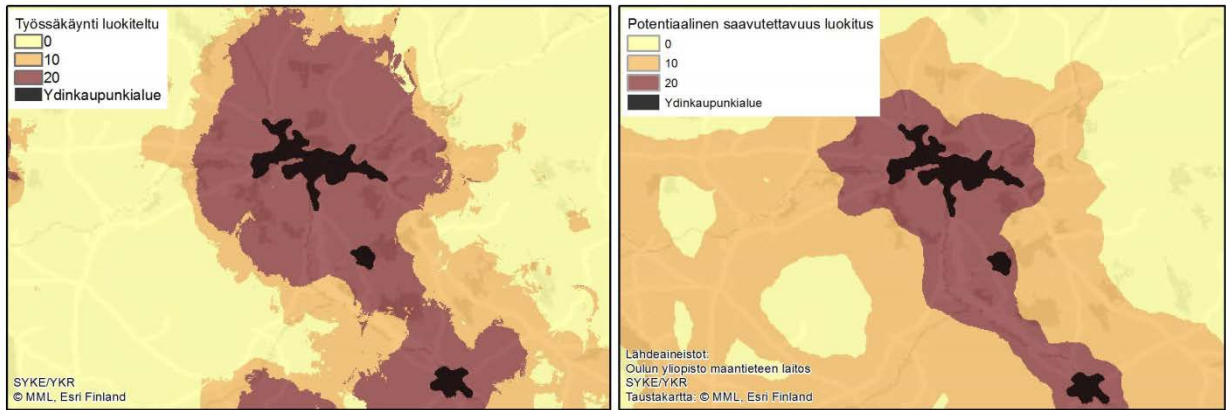 Työssäkäynti luokiteltu
0
10
20
Ydinkaupunkialue
SYKE/YKR
© MML, Esri Finland
Potentiaalinen saavutettavuus luokitus
0
10
20
Ydinkaupunkialue
Lähdeaineistot:
Oulun yliopisto maantieteen laitos
SYKE/YKR
Taustakartta: © MML, Esri Finland